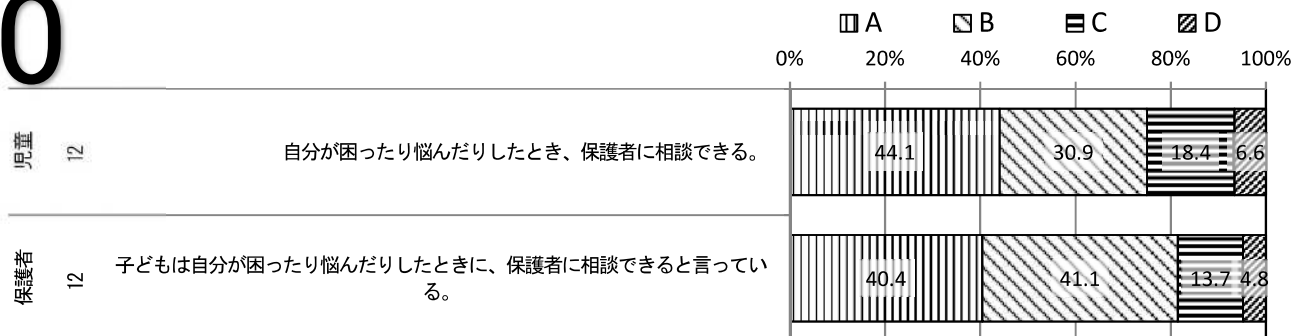 0
A B C D
0% 20% 40% 60% 80% 100%
児童 12 自分が困ったり悩んだりしたとき、保護者に相談できる。 44.1 30.9 18.4 6.6
保護者 12 子どもは自分が困ったり悩んだりしたときに、保護者に相談できると言ってい
る。 40.4 41.1 13.7 4.8